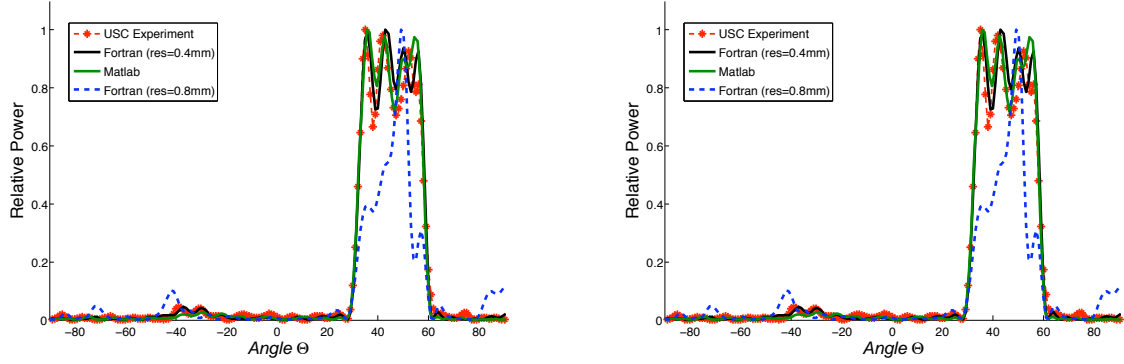 USC Experiment
Fortran (res=0.4mm)
Matlab
Fortran (res=0.8mm)
Relative Power
1
0.8
0.6
0.4
0.2
0
−80 −60 −40 −20 0 20 40 60 80
Angle Θ
USC Experiment
Fortran (res=0.4mm)
Matlab
Fortran (res=0.8mm)
Relative Power
1
0.8
0.6
0.4
0.2
0
−80 −60 −40 −20 0 20 40 60 80
Angle Θ